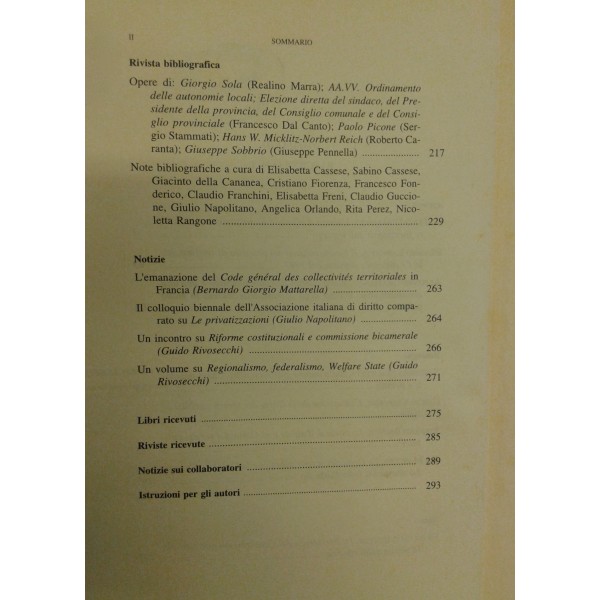 II
SOMMARIO
Rivista bibliografica
Opere di: Giorgio Sola (Realino Marra); AA.VV. Ordinamento
delle autonomie locali; Elezione diretta del sindaco, del Pre-
sidente della provincia, del Consiglio comunale e del Consi-
glio provinciale (Francesco Dal Canto); Paolo Picone (Ser-
gio Stammati); Hans W. Micklitz-Norbert Reich (Roberto Ca-
ranta); Giuseppe Sobbrio (Giuseppe Pennella) ........................ 217
Note bibliografiche a cura di Elisabetta Cassese, Sabino Cassese,
Giacinto della Cananea, Cristiano Fiorenza, Francesco Fon-
derico, Claudio Franchini, Elisabetta Freni, Claudio Guccio-
ne, Giulio Napolitano, Angelica Orlando, Rita Perez, Nico-
letta Rangone ........................ 229
Notizie
L'emanazione del Code général des collectivités territoriales in
Francia (Bernardo Giorgio Mattarella) ........................ 263
Il colloquio biennale dell'Associazione italiana di diritto compa-
rato su Le privatizzazioni (Giulio Napolitano) ........................ 264
Un incontro su Riforme costituzionali e commissione bicamerale
(Guido Rivosecchi) ........................ 266
Un volume su Regionalismo, federalismo, Welfare State (Guido
Rivosecchi) ........................ 271
Libri ricevuti ........................ 275
Riviste ricevute ........................ 285
Notizie sui collaboratori ........................ 289
Istruzioni per gli autori ........................ 293